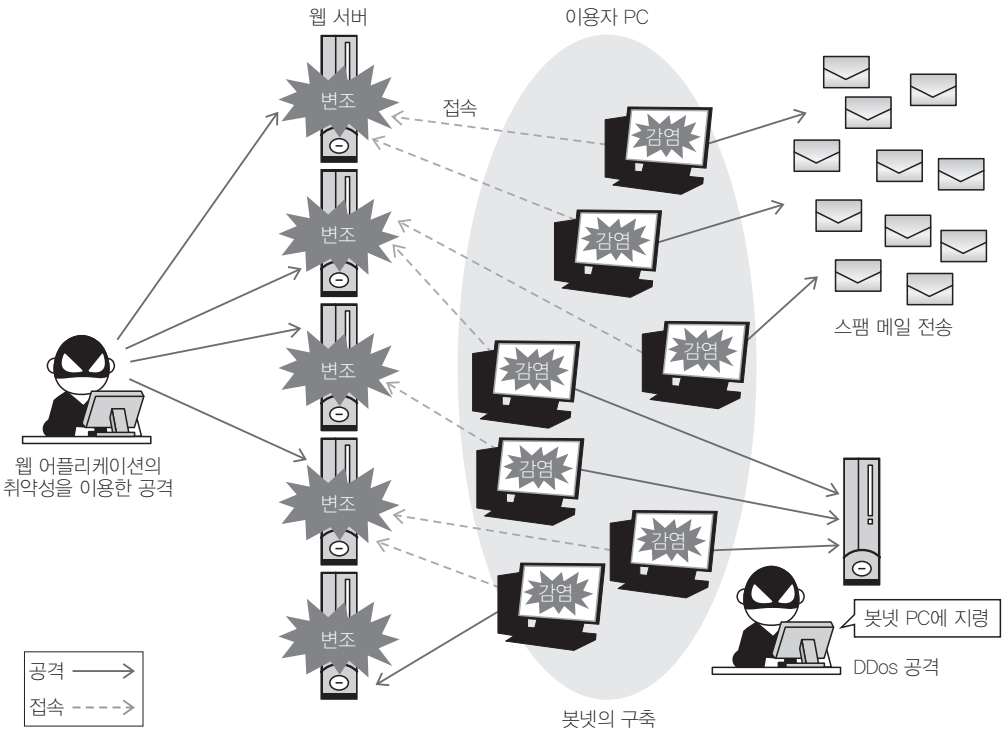 웹 서버
이용자 PC
변조
접속
감염
변조
감염
스팸 메일 전송
감염
변조
감염
웹 어플리케이션의
취약성을 이용한 공격
감염
변조
감염
감염
변조
봇넷 PC에 지령
DDos 공격
공격
접속
봇넷의 구축